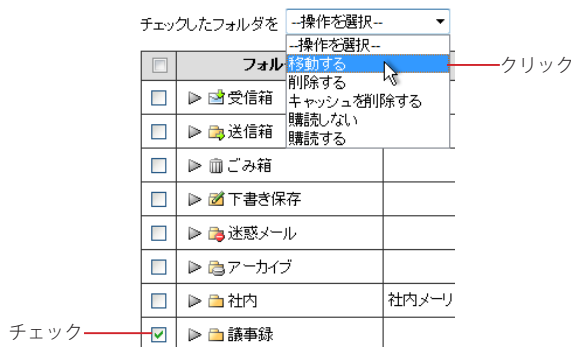 チェックしたフォルダを --操作を選択--
--操作を選択--
フォル 移動する クリック
削除する
受信箱 キャッシュを削除する
購読しない
送信箱 購読する
ごみ箱
下書き保存
迷惑メール
アーカイブ
社内 社内メーリ
チェック 議事録